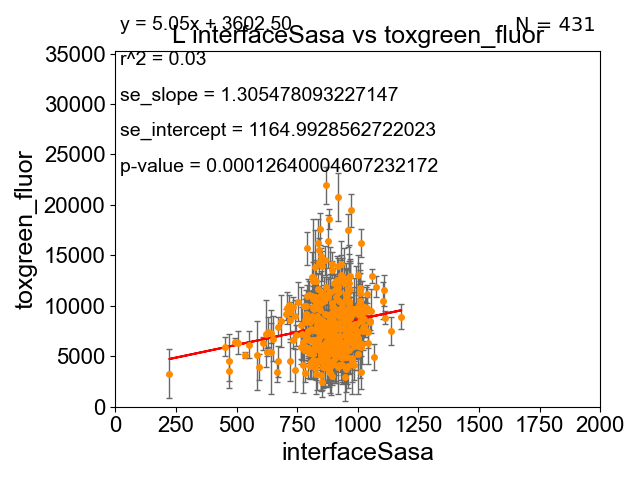 y = 5.05x + 3602.50
N = 431
L interfaceSasa vs toxgreen_fluor
r^2 = 0.03
se_slope = 1.305478093227147
se_intercept = 1164.9928562722023
p-value = 0.00012640004607232172
35000
30000
25000
20000
15000
10000
5000
0
toxgreen_fluor
0 250 500 750 1000 1250 1500 1750 2000
interfaceSasa